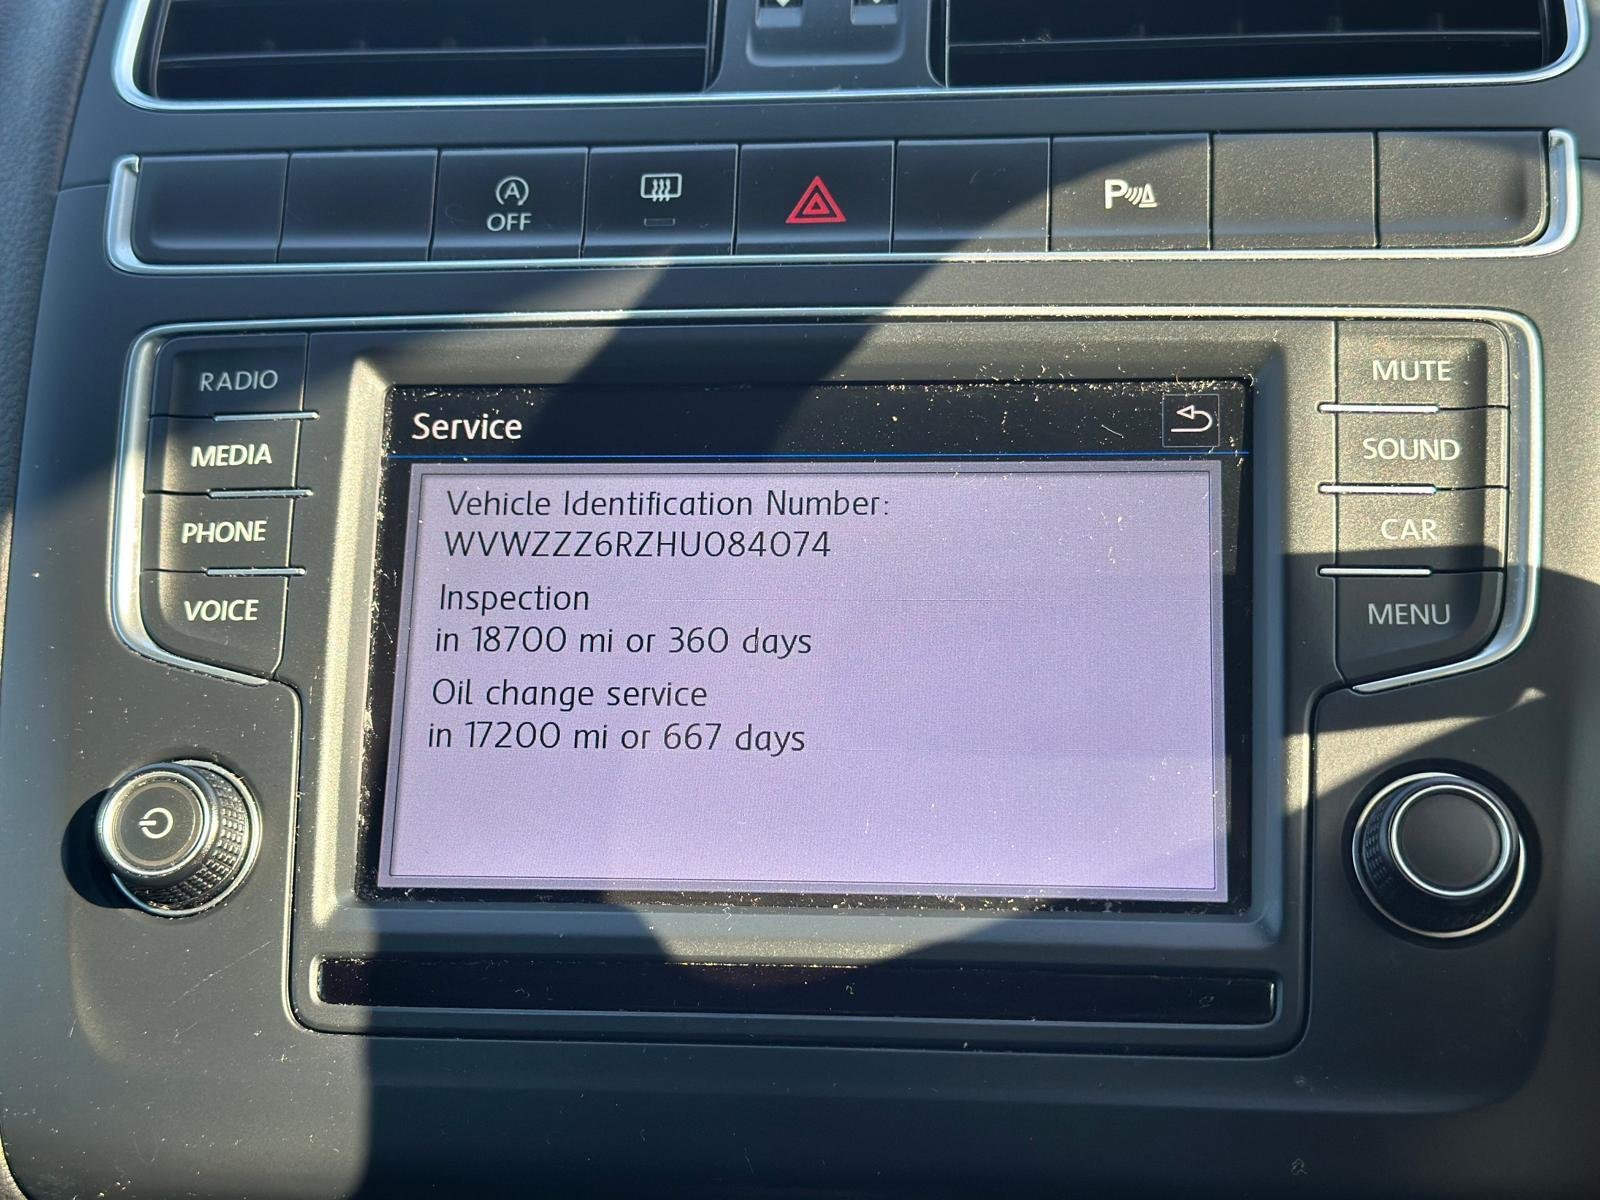 OFF
P
RADIO
MUTE
MEDIA
SOUND
PHONE
CAR
VOICE
MENU
Service
Vehicle Identification Number:
WVWZZZ6RZHU084074
Inspection
in 18700 mi or 360 days
Oil change service
in 17200 mi or 667 days